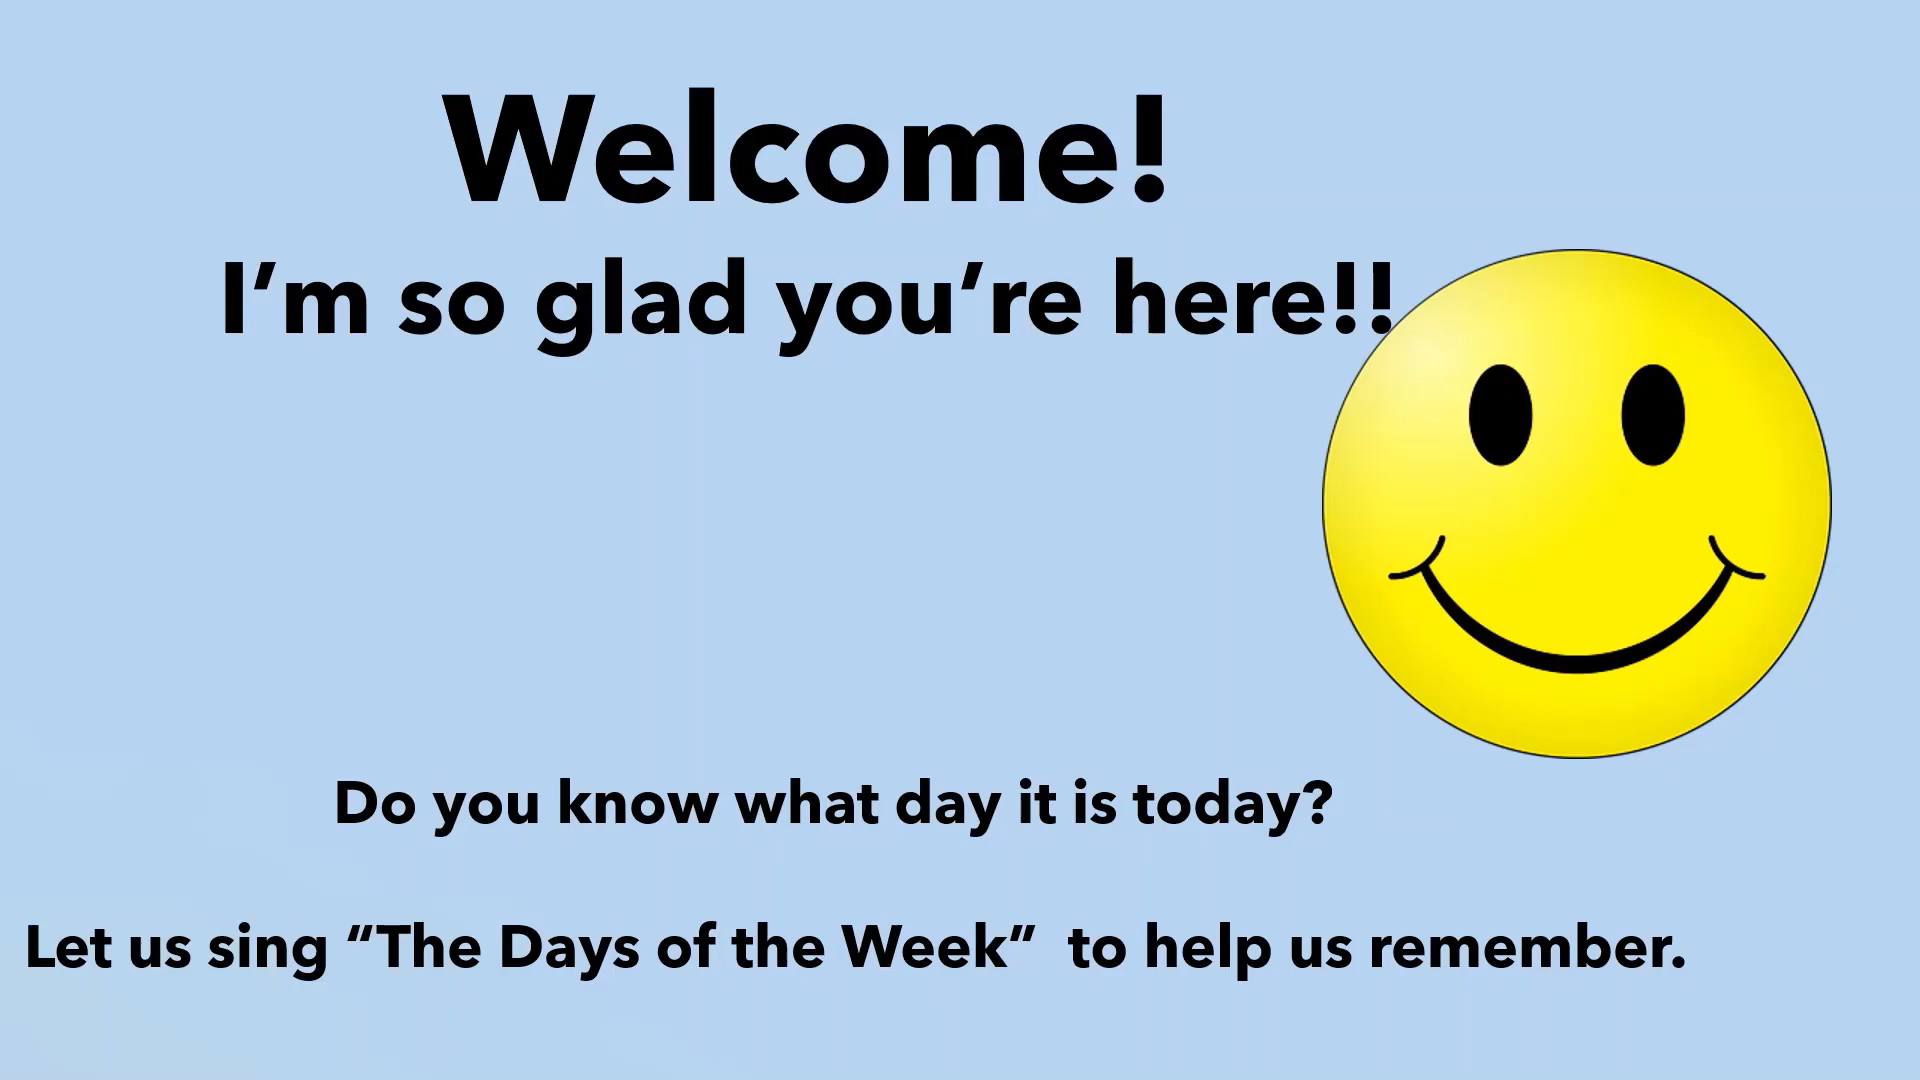 Welcome!
I’m so glad you’re here!!
Do you know what day it is today?
Let us sing “The Days of the Week”  to help us remember.